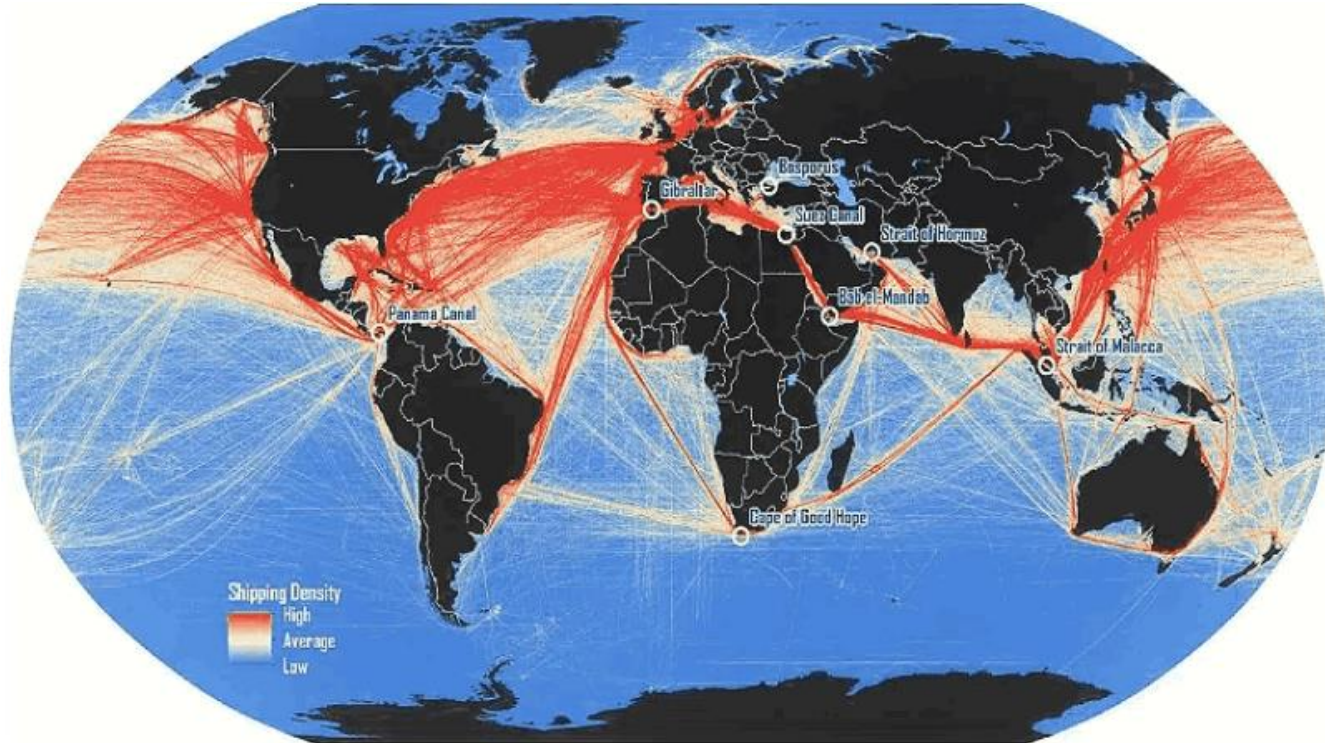 Bosporus
Gibraltar
Suez Canal
Strait of Hormuz
Bab el-Mandab
Panama Canal
Strait of Malacca
Cape of Good Hope
Shipping Density
High
Average
Low